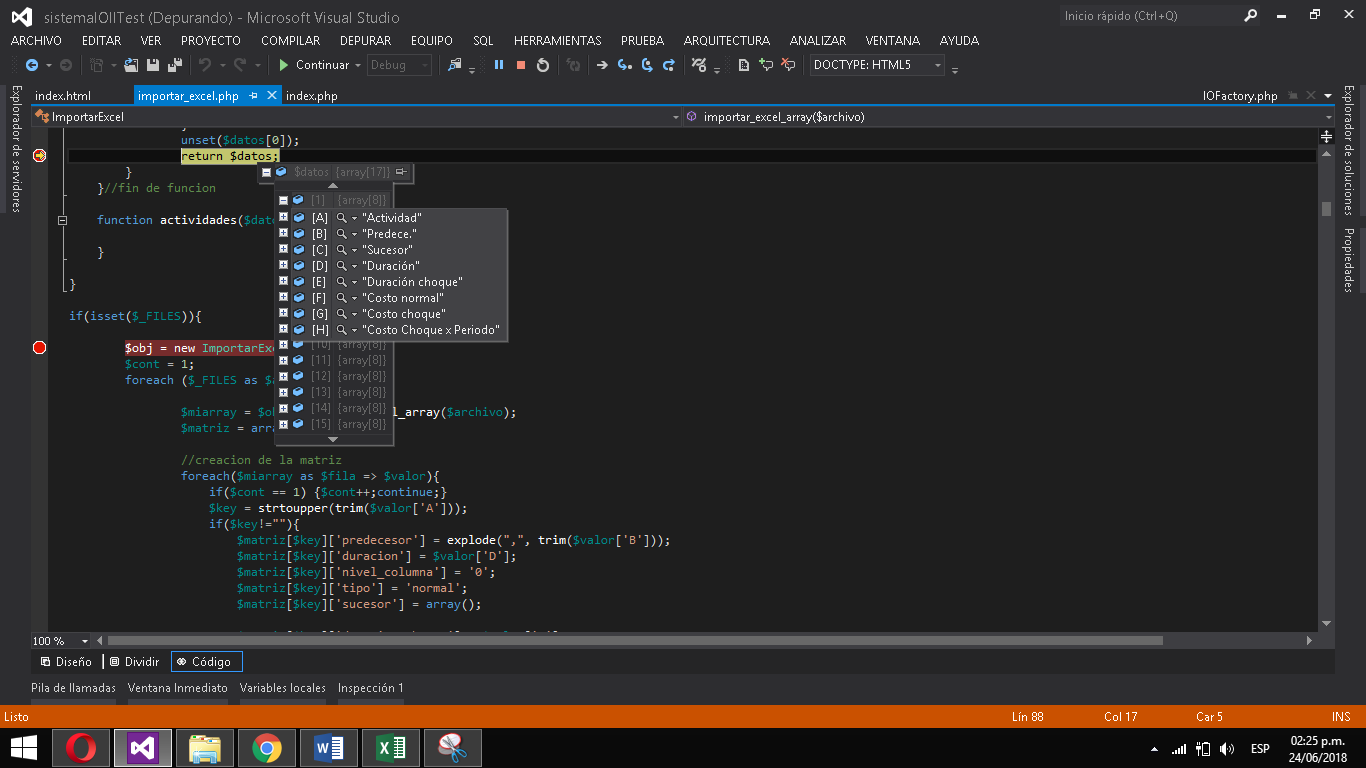 sistemaIOIITest (Depurando) - Microsoft Visual Studio
Inicio rápido (Ctrl+Q)
ARCHIVO EDITAR VER PROYECTO COMPILAR DEPURAR EQUIPO SQL HERRAMIENTAS PRUEBA ARQUITECTURA ANALIZAR VENTANA AYUDA
Continuar Debug DOCTYPE: HTML5
Explorador de servidores
index.html importar_excel.php index.php IOFactory.php
ImportarExcel importar_excel_array($archivo)
Explorador de soluciones
Propiedades
}
unset($datos[0]);
return $datos;
}
$datos {array[17]}
}//fin de funcion
[1] {array[8]}
function actividades($dato
[A] "Actividad"
[B] "Predece."
[C] "Sucesor"
[D] "Duración"
[E] "Duración choque"
[F] "Costo normal"
[G] "Costo choque"
[H] "Costo Choque x Periodo"
}
}
if(isset($_FILES)){
$obj = new ImportarExc
[10] {array[8]}
$cont = 1;
[11] {array[8]}
foreach ($_FILES as $a
[12] {array[8]}
[13] {array[8]}
$miarray = $ob
[14] {array[8]}
l_array($archivo);
$matriz = arra
[15] {array[8]}
//creacion de la matriz
foreach($miarray as $fila => $valor){
if($cont == 1) {$cont++;continue;}
$key = strtoupper(trim($valor['A']));
if($key!=""){
$matriz[$key]['predecesor'] = explode(",", trim($valor['B']));
$matriz[$key]['duracion'] = $valor['D'];
$matriz[$key]['nivel_columna'] = '0';
$matriz[$key]['tipo'] = 'normal';
$matriz[$key]['sucesor'] = array();
100 %
Diseño Dividir Código
Pila de llamadas Ventana Inmediato Variables locales Inspección 1
Listo Lín 88 Col 17 Car 5 INS
ESP
02:25 p.m.
24/06/2018